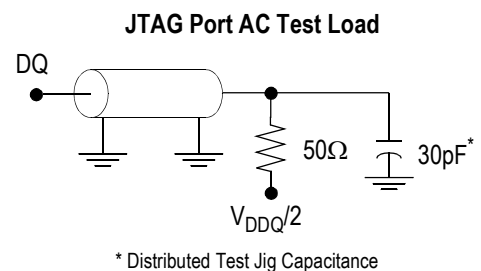 JTAG Port AC Test Load
DQ
50Ω
30pF*
VDDQ/2
* Distributed Test Jig Capacitance